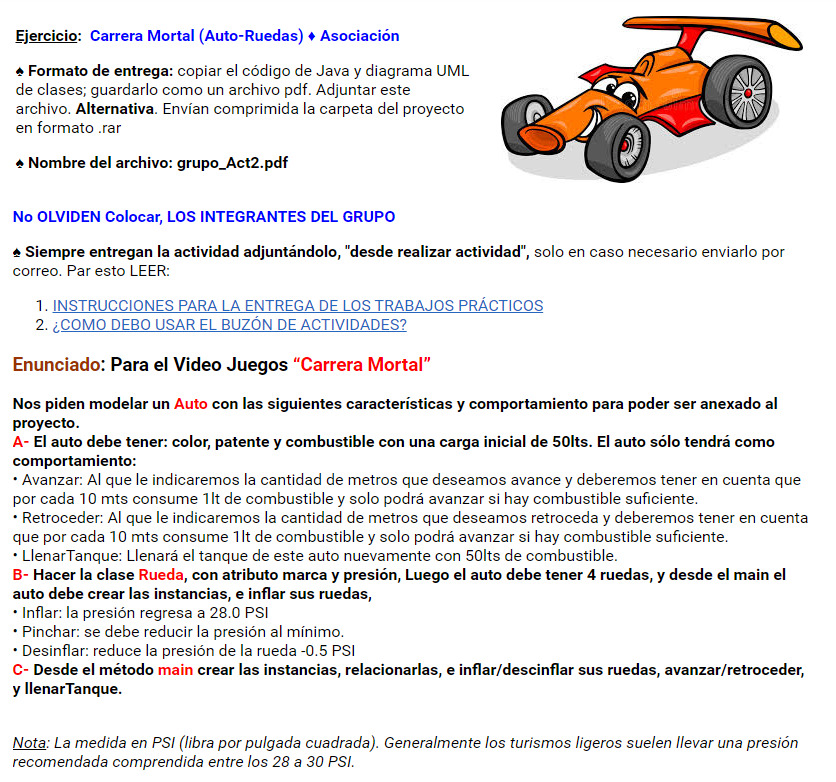 Ejercicio: Carrera Mortal (Auto-Ruedas) ♦ Asociación
♠ Formato de entrega: copiar el código de Java y diagrama UML
de clases; guardarlo como un archivo pdf. Adjuntar este
archivo. Alternativa. Envían comprimida la carpeta del proyecto
en formato .rar
♠ Nombre del archivo: grupo_Act2.pdf
No OLVIDEN Colocar, LOS INTEGRANTES DEL GRUPO
♠ Siempre entregan la actividad adjuntándolo, "desde realizar actividad", solo en caso necesario enviarlo por
correo. Par esto LEER:
1. INSTRUCCIONES PARA LA ENTREGA DE LOS TRABAJOS PRÁCTICOS
2. ¿COMO DEBO USAR EL BUZÓN DE ACTIVIDADES?
Enunciado: Para el Video Juegos “Carrera Mortal”
Nos piden modelar un Auto con las siguientes características y comportamiento para poder ser anexado al
proyecto.
A- El auto debe tener: color, patente y combustible con una carga inicial de 50lts. El auto sólo tendrá como
comportamiento:
• Avanzar: Al que le indicaremos la cantidad de metros que deseamos avance y deberemos tener en cuenta que
por cada 10 mts consume 1lt de combustible y solo podrá avanzar si hay combustible suficiente.
• Retroceder: Al que le indicaremos la cantidad de metros que deseamos retroceda y deberemos tener en cuenta
que por cada 10 mts consume 1lt de combustible y solo podrá avanzar si hay combustible suficiente.
• LlenarTanque: Llenará el tanque de este auto nuevamente con 50lts de combustible.
B- Hacer la clase Rueda, con atributo marca y presión, Luego el auto debe tener 4 ruedas, y desde el main el
auto debe crear las instancias, e inflar sus ruedas,
• Inflar: la presión regresa a 28.0 PSI
• Pinchar: se debe reducir la presión al mínimo.
• Desinflar: reduce la presión de la rueda -0.5 PSI
C- Desde el método main crear las instancias, relacionarlas, e inflar/descinflar sus ruedas, avanzar/retroceder,
y llenarTanque.
Nota: La medida en PSI (libra por pulgada cuadrada). Generalmente los turismos ligeros suelen llevar una presión
recomendada comprendida entre los 28 a 30 PSI.